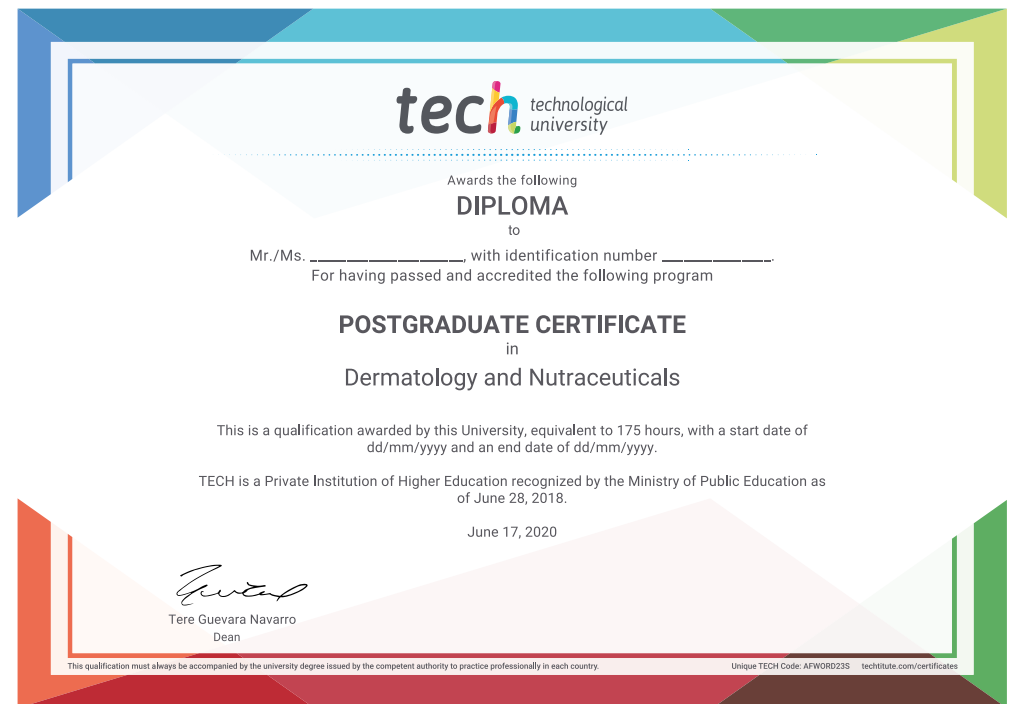 tech technological
university
Awards the following
DIPLOMA
to
Mr./Ms. _________________, with identification number _____________.
For having passed and accredited the following program
POSTGRADUATE CERTIFICATE
in
Dermatology and Nutraceuticals
This is a qualification awarded by this University, equivalent to 175 hours, with a start date of
dd/mm/yyyy and an end date of dd/mm/yyyy.
TECH is a Private Institution of Higher Education recognized by the Ministry of Public Education as
of June 28, 2018.
June 17, 2020
Tere Guevara Navarro
Dean
This qualification must always be accompanied by the university degree issued by the competent authority to practice professionally in each country.
Unique TECH Code: AFWORD23S techtitute.com/certificates